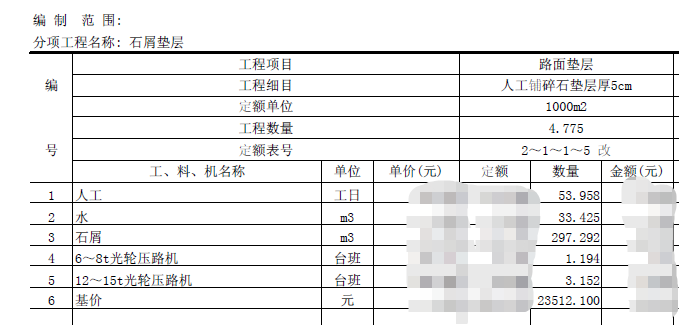 编 制 范 围:
分项工程名称: 石屑垫层
编号 工程项目 路面垫层
工程细目 人工铺碎石垫层厚5cm
定额单位 1000m2
工程数量 4.775
定额表号 2～1～1～5 改
工、料、机名称 单位 单价(元) 定额 数量 金额(元)
1 人工 工日 53.958
2 水 m3 33.425
3 石屑 m3 297.292
4 6～8t光轮压路机 台班 1.194
5 12～15t光轮压路机 台班 3.152
6 基价 元 23512.100